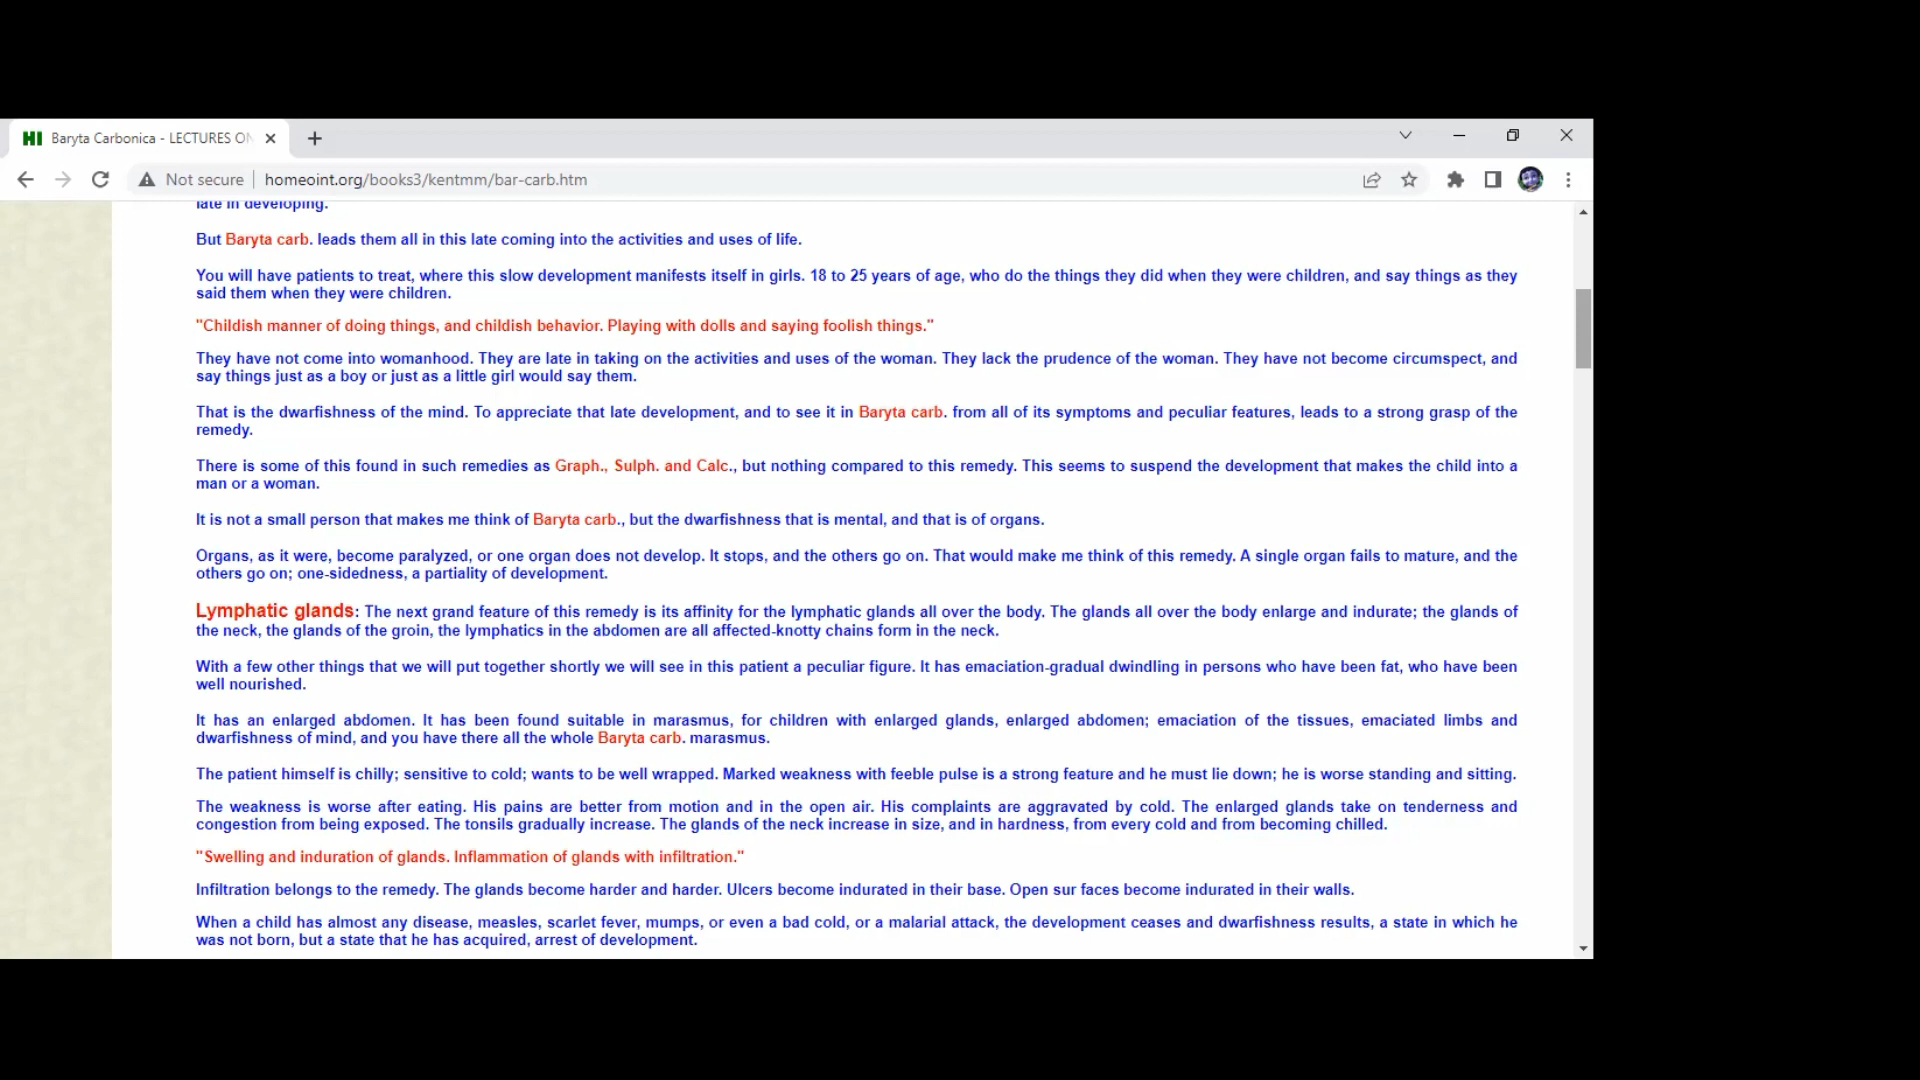 HI Baryta Carbonica - LECTURES ON
Not secure homeoint.org/books3/kentmm/bar-carb.htm
late in developing.
But Baryta carb. leads them all in this late coming into the activities and uses of life.
You will have patients to treat, where this slow development manifests itself in girls. 18 to 25 years of age, who do the things they did when they were children, and say things as they
said them when they were children.
"Childish manner of doing things, and childish behavior. Playing with dolls and saying foolish things."
They have not come into womanhood. They are late in taking on the activities and uses of the woman. They lack the prudence of the woman. They have not become circumspect, and
say things just as a boy or just as a little girl would say them.
That is the dwarfishness of the mind. To appreciate that late development, and to see it in Baryta carb. from all of its symptoms and peculiar features, leads to a strong grasp of the
remedy.
There is some of this found in such remedies as Graph., Sulph. and Calc., but nothing compared to this remedy. This seems to suspend the development that makes the child into a
man or a woman.
It is not a small person that makes me think of Baryta carb., but the dwarfishness that is mental, and that is of organs.
Organs, as it were, become paralyzed, or one organ does not develop. It stops, and the others go on. That would make me think of this remedy. A single organ fails to mature, and the
others go on; one-sidedness, a partiality of development.
Lymphatic glands: The next grand feature of this remedy is its affinity for the lymphatic glands all over the body. The glands all over the body enlarge and indurate; the glands of
the neck, the glands of the groin, the lymphatics in the abdomen are all affected-knotty chains form in the neck.
With a few other things that we will put together shortly we will see in this patient a peculiar figure. It has emaciation-gradual dwindling in persons who have been fat, who have been
well nourished.
It has an enlarged abdomen. It has been found suitable in marasmus, for children with enlarged glands, enlarged abdomen; emaciation of the tissues, emaciated limbs and
dwarfishness of mind, and you have there all the whole Baryta carb. marasmus.
The patient himself is chilly; sensitive to cold; wants to be well wrapped. Marked weakness with feeble pulse is a strong feature and he must lie down; he is worse standing and sitting.
The weakness is worse after eating. His pains are better from motion and in the open air. His complaints are aggravated by cold. The enlarged glands take on tenderness and
congestion from being exposed. The tonsils gradually increase. The glands of the neck increase in size, and in hardness, from every cold and from becoming chilled.
"Swelling and induration of glands. Inflammation of glands with infiltration."
Infiltration belongs to the remedy. The glands become harder and harder. Ulcers become indurated in their base. Open sur faces become indurated in their walls.
When a child has almost any disease, measles, scarlet fever, mumps, or even a bad cold, or a malarial attack, the development ceases and dwarfishness results, a state in which he
was not born, but a state that he has acquired, arrest of development.